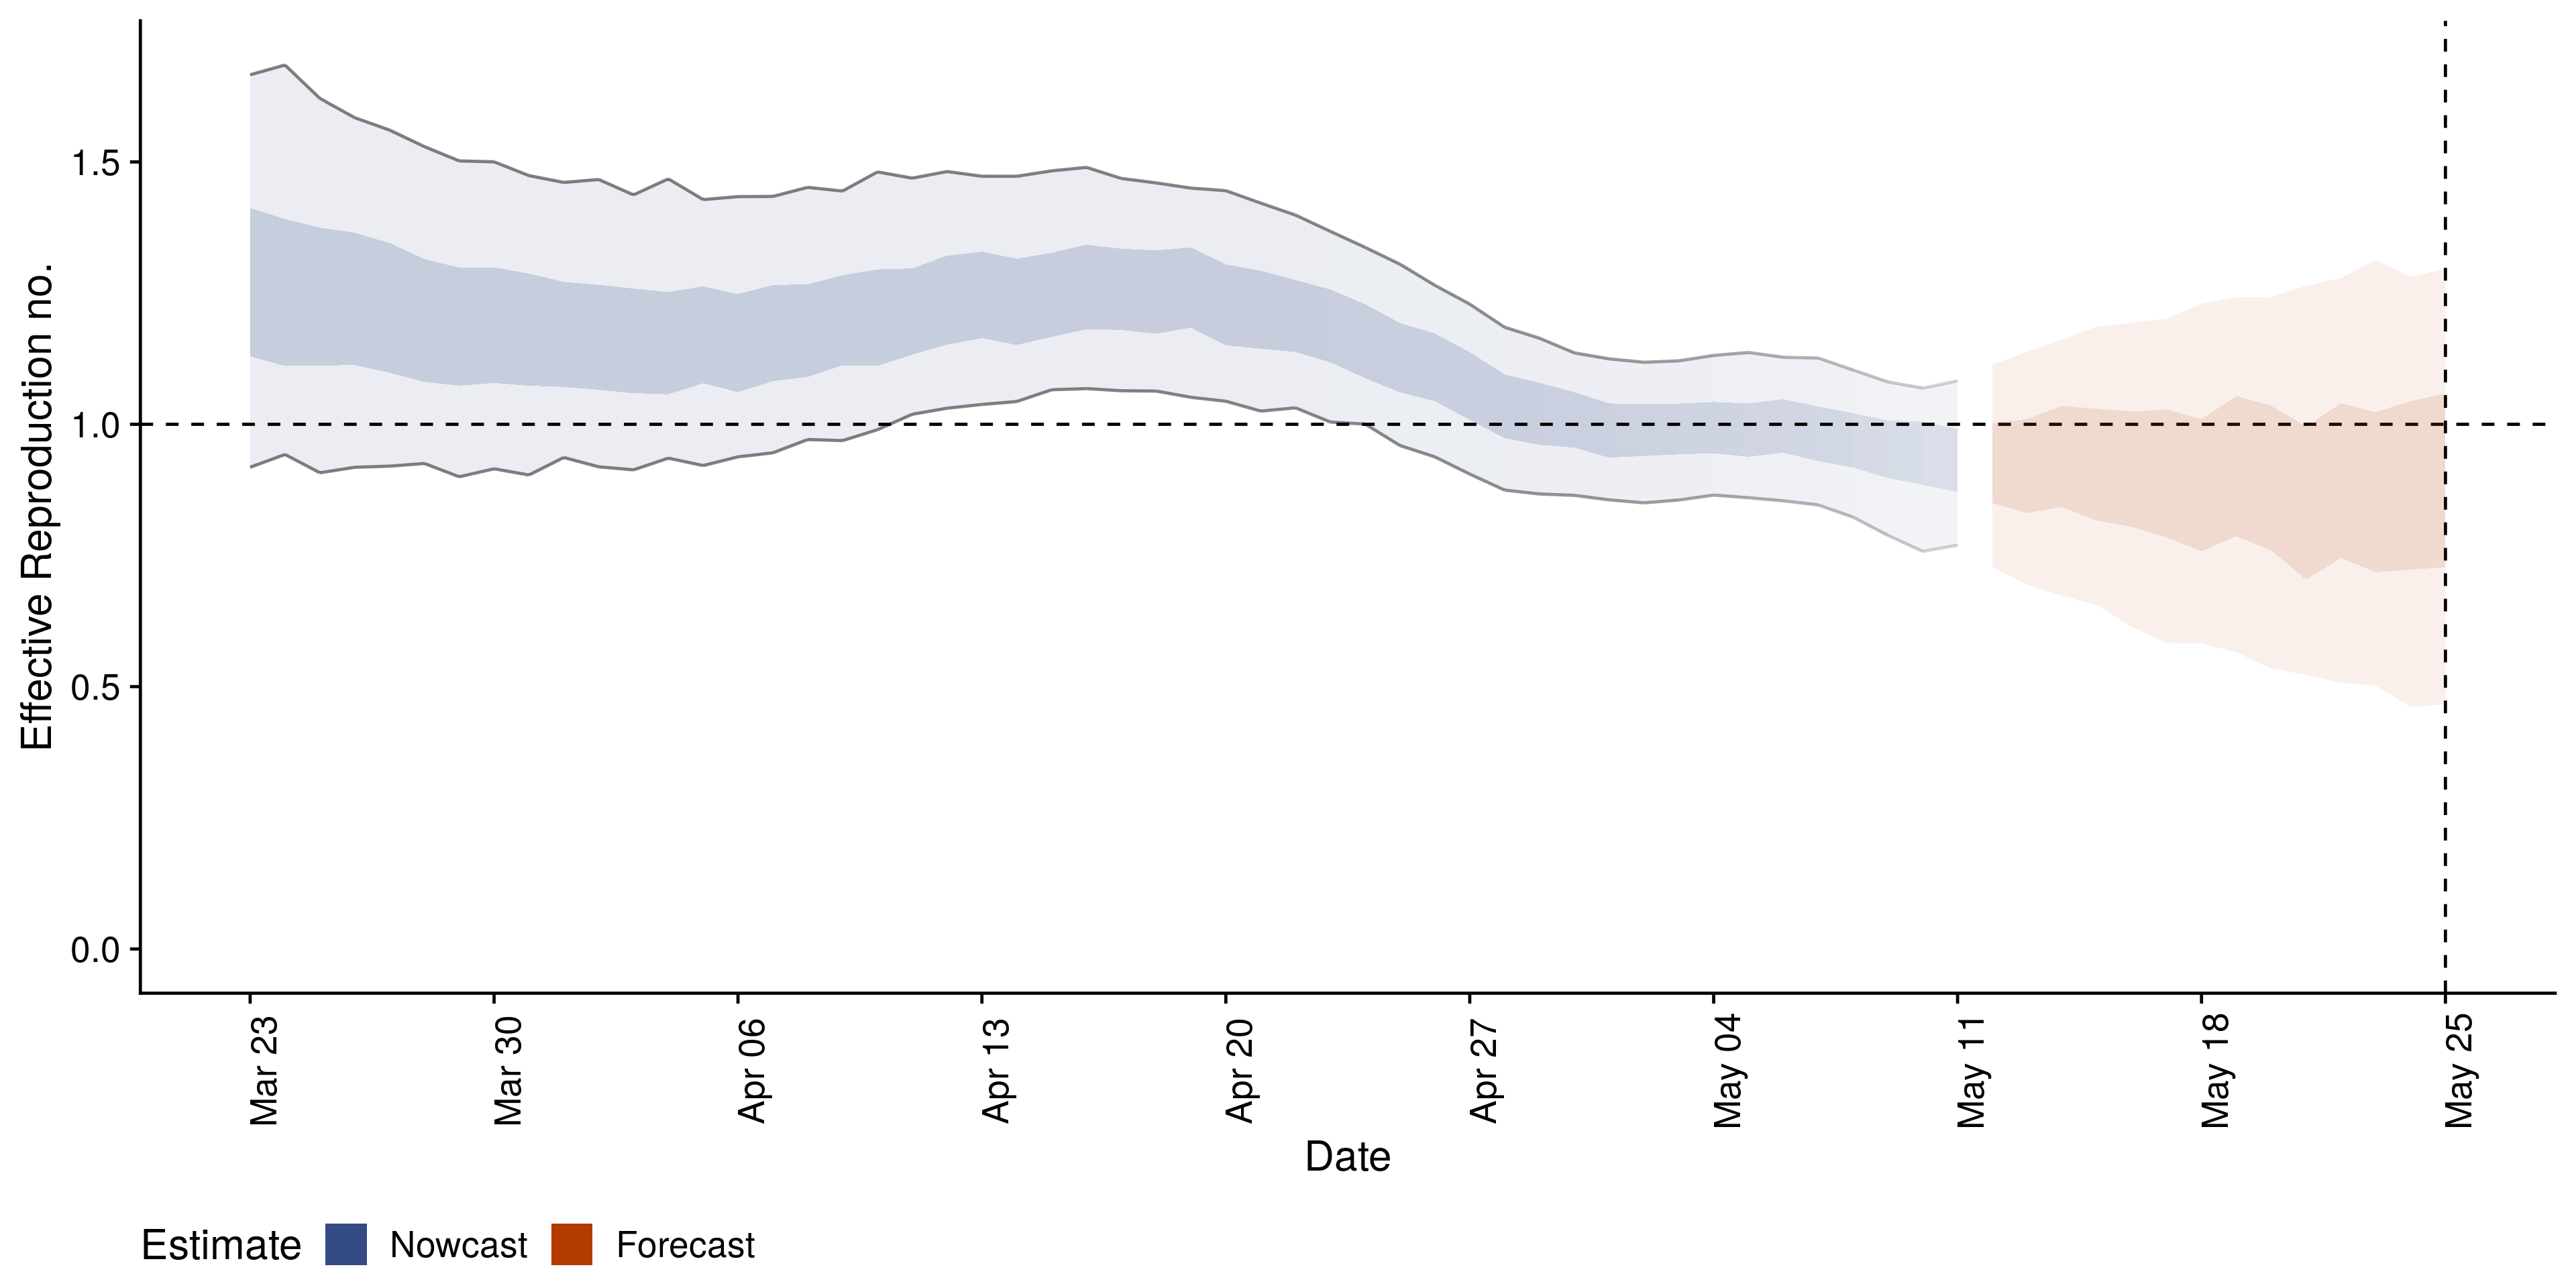 Effective Reproduction no.
1.5
1.0
0.5
0.0
Mar 23
Mar 30
Apr 06
Apr 13
Apr 20
Apr 27
May 04
May 11
May 18
May 25
Date
Estimate Nowcast Forecast